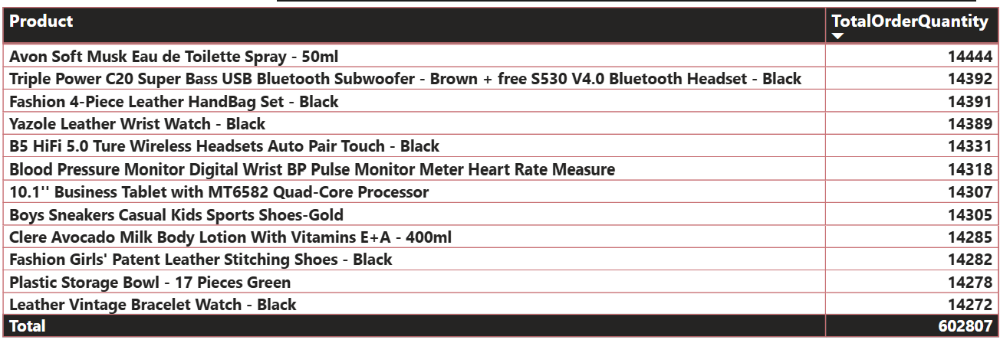 Product TotalOrderQuantity
Avon Soft Musk Eau de Toilette Spray - 50ml 14444
Triple Power C20 Super Bass USB Bluetooth Subwoofer - Brown + free S530 V4.0 Bluetooth Headset - Black 14392
Fashion 4-Piece Leather HandBag Set - Black 14391
Yazole Leather Wrist Watch - Black 14389
B5 HiFi 5.0 Ture Wireless Headsets Auto Pair Touch - Black 14331
Blood Pressure Monitor Digital Wrist BP Pulse Monitor Meter Heart Rate Measure 14318
10.1'' Business Tablet with MT6582 Quad-Core Processor 14307
Boys Sneakers Casual Kids Sports Shoes-Gold 14305
Clere Avocado Milk Body Lotion With Vitamins E+A - 400ml 14285
Fashion Girls' Patent Leather Stitching Shoes - Black 14282
Plastic Storage Bowl - 17 Pieces Green 14278
Leather Vintage Bracelet Watch - Black 14272
Total 602807